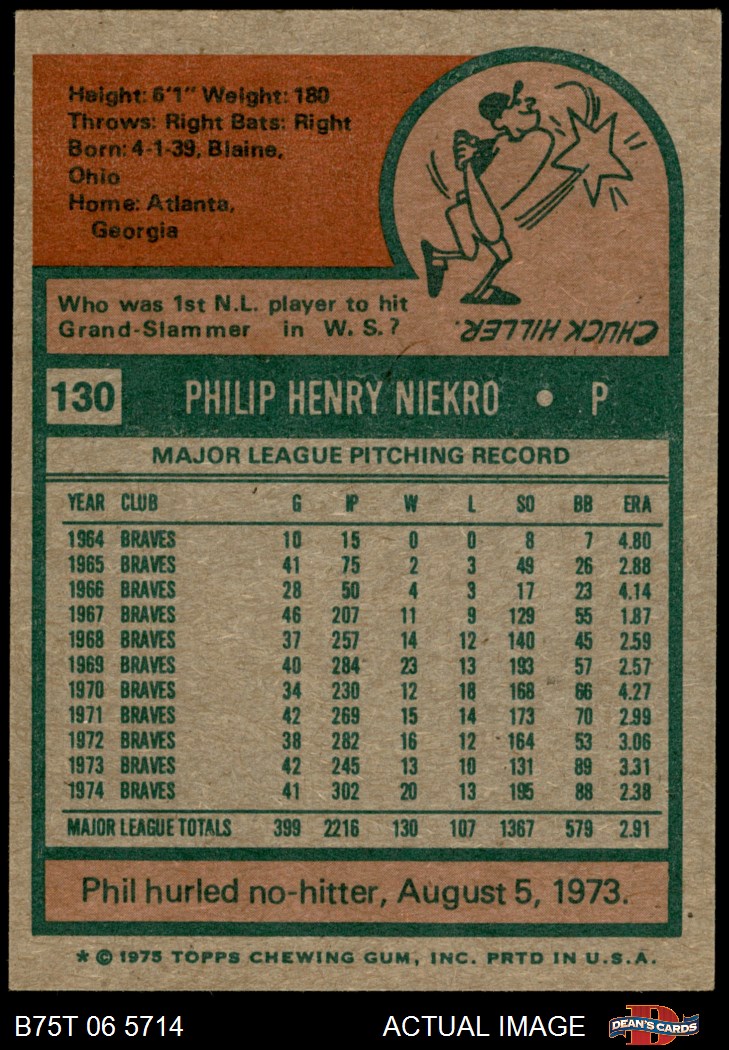 Height: 6'1" Weight: 180
Throws: Right Bats: Right
Born: 4-1-39, Blaine,
Ohio
Home: Atlanta,
Georgia
Who was 1st N.L. player to hit
Grand-Slammer in W. S.?
CHUCK HILLER.
130 PHILIP HENRY NIEKRO • P
MAJOR LEAGUE PITCHING RECORD
YEAR CLUB G IP W L SO BB ERA
1964 BRAVES 10 15 0 0 8 7 4.80
1965 BRAVES 41 75 2 3 49 26 2.88
1966 BRAVES 28 50 4 3 17 23 4.14
1967 BRAVES 46 207 11 9 129 55 1.87
1968 BRAVES 37 257 14 12 140 45 2.59
1969 BRAVES 40 284 23 13 193 57 2.57
1970 BRAVES 34 230 12 18 168 66 4.27
1971 BRAVES 42 269 15 14 173 70 2.99
1972 BRAVES 38 282 16 12 164 53 3.06
1973 BRAVES 42 245 13 10 131 89 3.31
1974 BRAVES 41 302 20 13 195 88 2.38
MAJOR LEAGUE TOTALS 399 2216 130 107 1367 579 2.91
Phil hurled no-hitter, August 5, 1973.
* © 1975 TOPPS CHEWING GUM, INC. PRTD IN U.S.A.
B75T 06 5714 ACTUAL IMAGE D DEAN'S CARDS